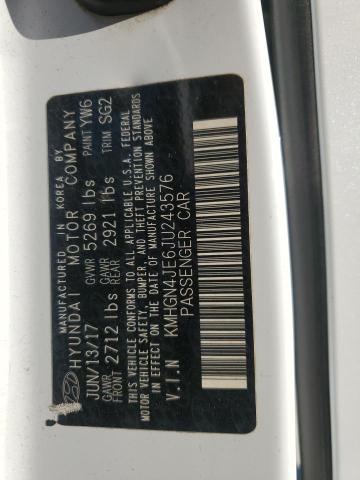 MANUFACTURED IN KOREA BY
HYUNDAI MOTOR COMPANY
JUN/13/17 GVWR 5269 lbs PAINT YW6
GAWR FRONT 2712 lbs GAWR REAR 2921 lbs TRIM SG2
THIS VEHICLE CONFORMS TO ALL APPLICABLE U.S.A. FEDERAL
MOTOR VEHICLE SAFETY, BUMPER, AND THEFT PREVENTION STANDARDS
IN EFFECT ON THE DATE OF MANUFACTURE SHOWN ABOVE.
V.I.N KMHGN4JE6JU243576
PASSENGER CAR